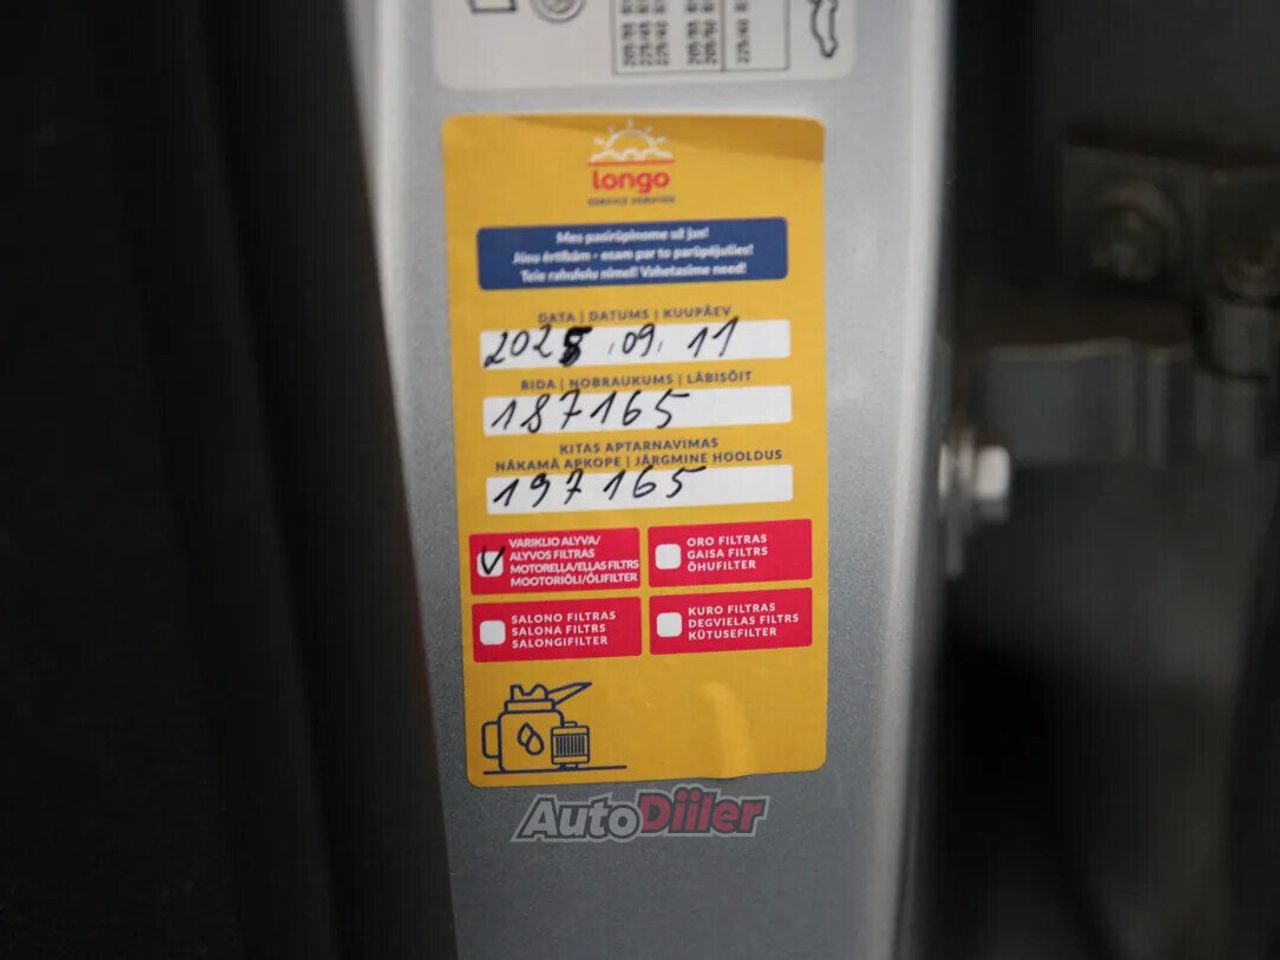 longo
Mes pasirūpinome už jus!
Jūsu ērtībām - esam par to parūpējušies!
Teie rahulolu nimel! Vahetasime need!
DATA | DATUMS | KUUPÄEV
2025.09.11
RIDA | NOBRAUKUMS | LÄBISÕIT
187165
KITAS APTARNAVIMAS
NĀKAMĀ APKOPE | JÄRGMINE HOOLDUS
197165
VARIKLIO ALYVA/
ALYVOS FILTRAS
MOTOREĻĻA/EĻĻAS FILTRS
MOOTORIÕLI/ÕLIFILTER
ORO FILTRAS
GAISA FILTRS
ÕHUFILTER
SALONO FILTRAS
SALONA FILTRS
SALONGIFILTER
KURO FILTRAS
DEGVIELAS FILTRS
KÜTUSEFILTER
AutoDiiler